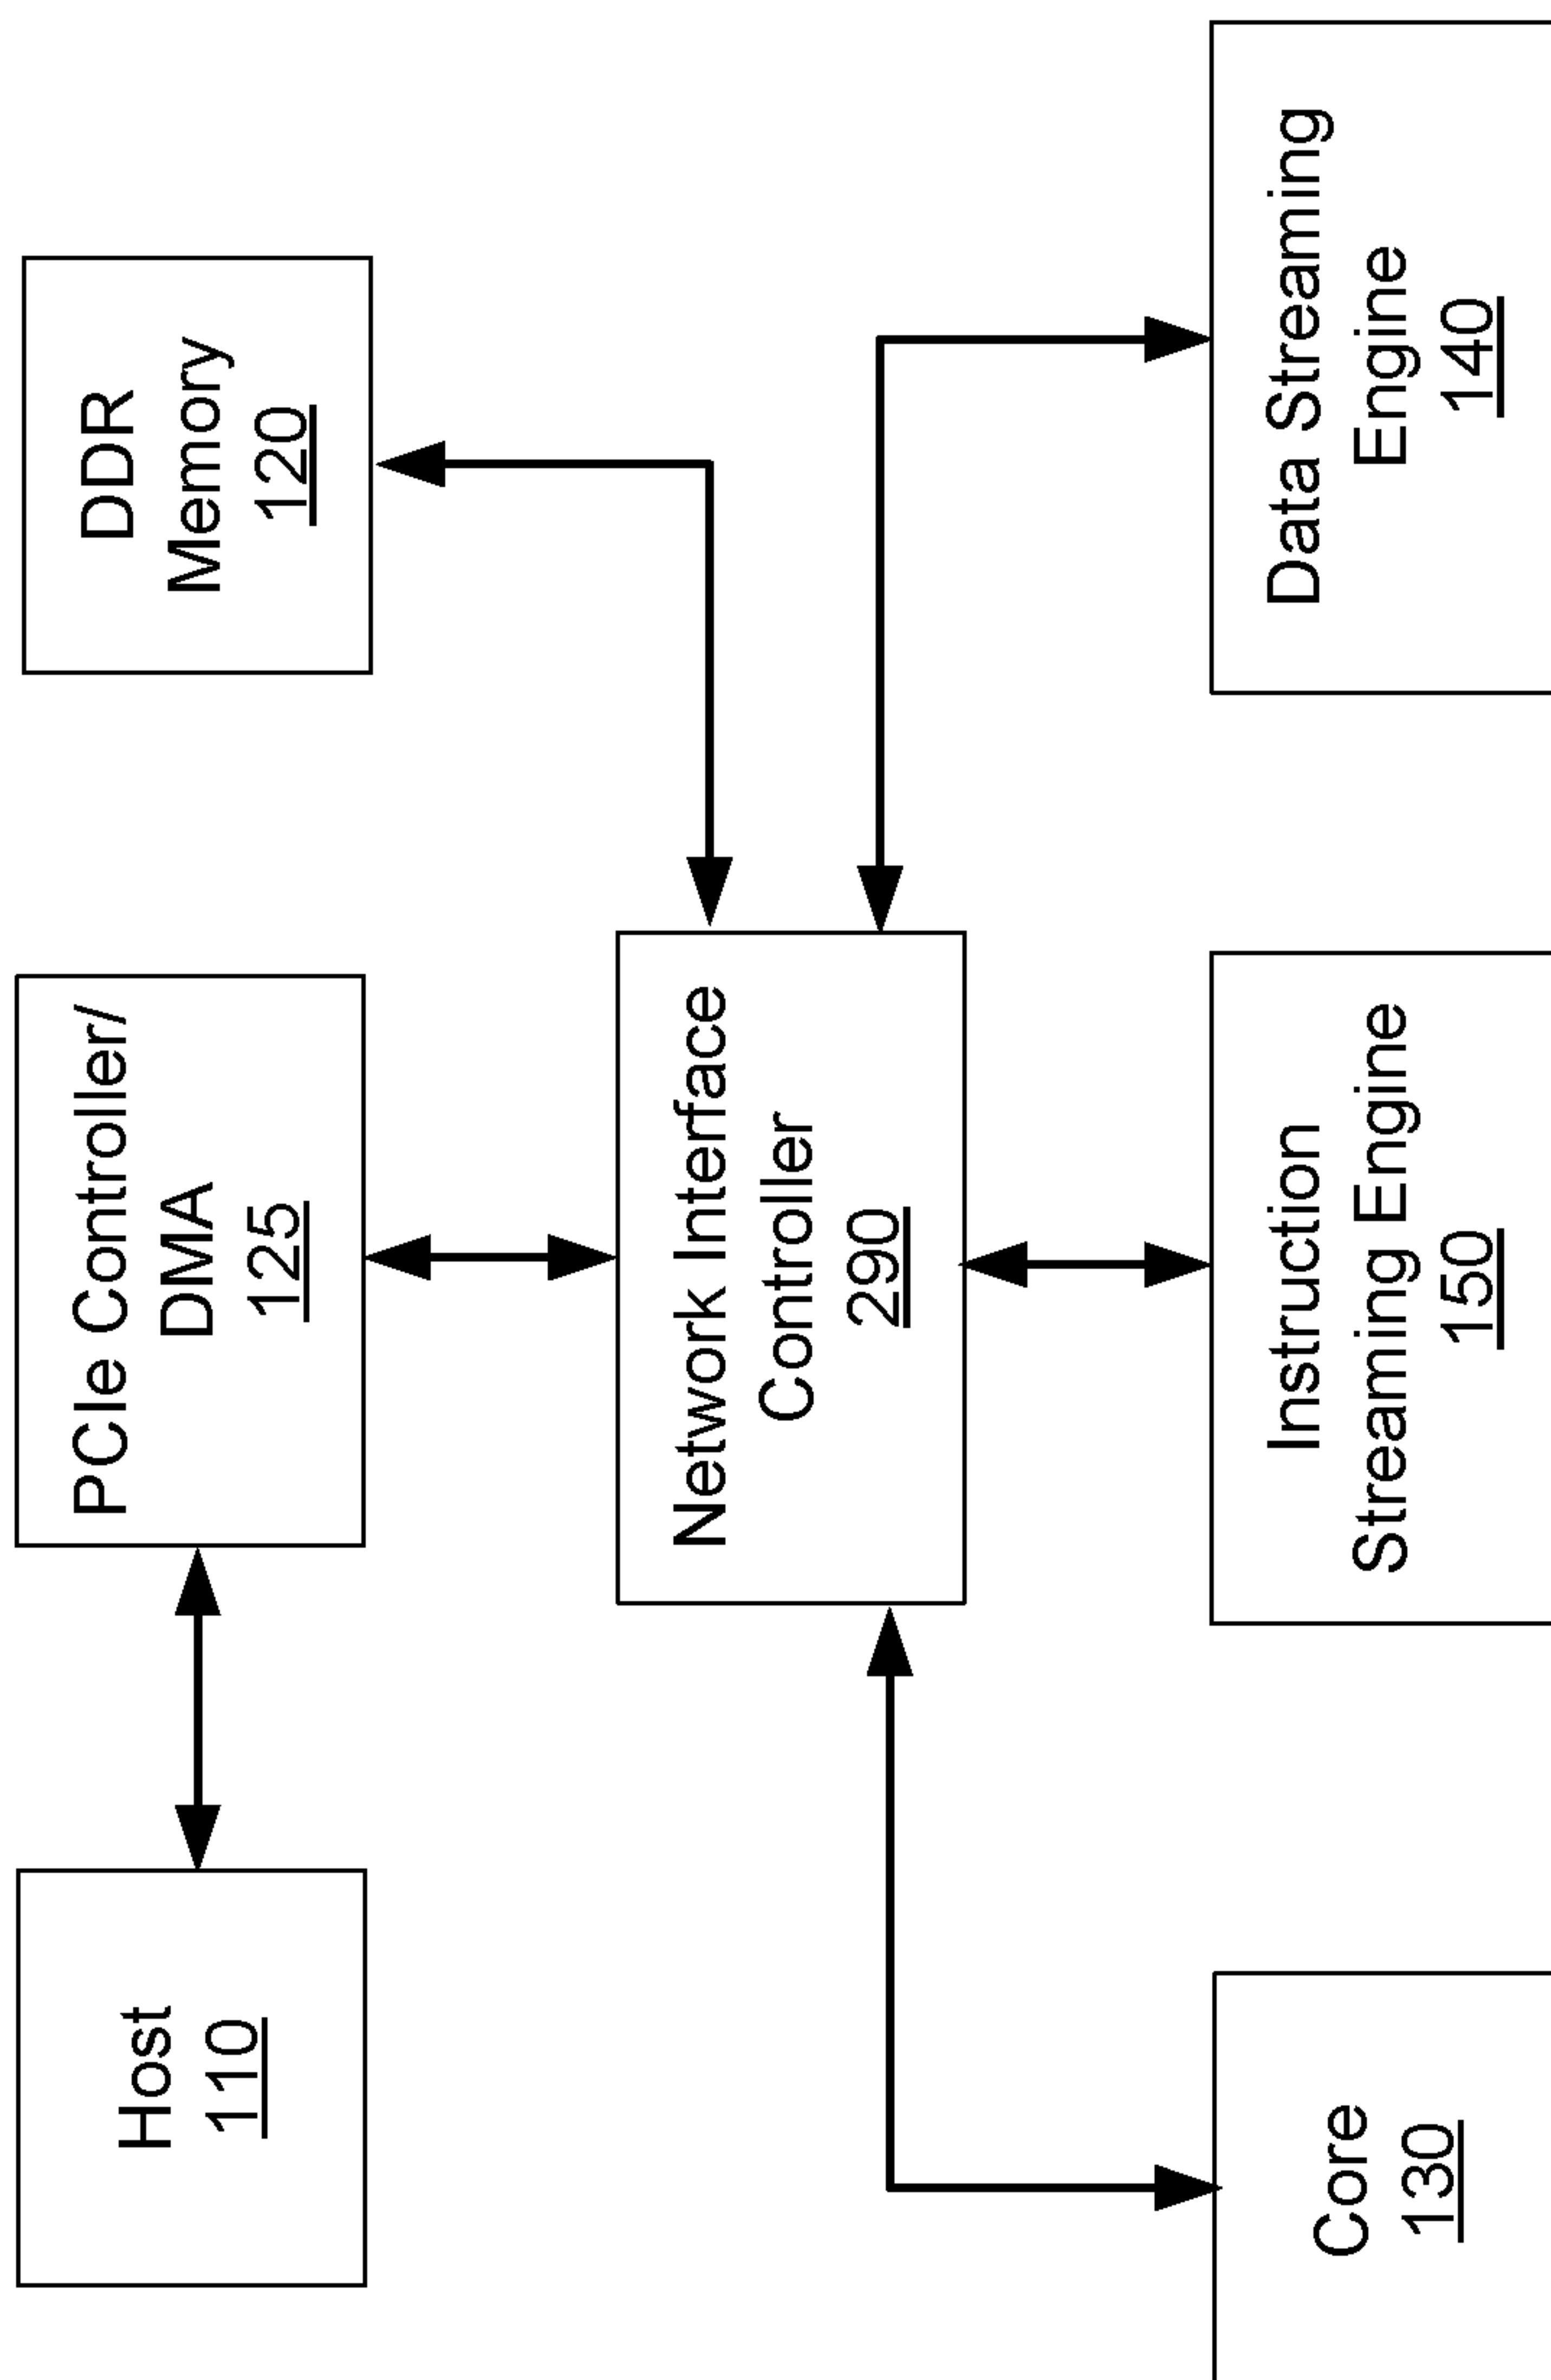 Host
110
PCIe Controller/
DMA
125
DDR
Memory
120
Network Interface
Controller
290
Core
130
Instruction
Streaming Engine
150
Data Streaming
Engine
140